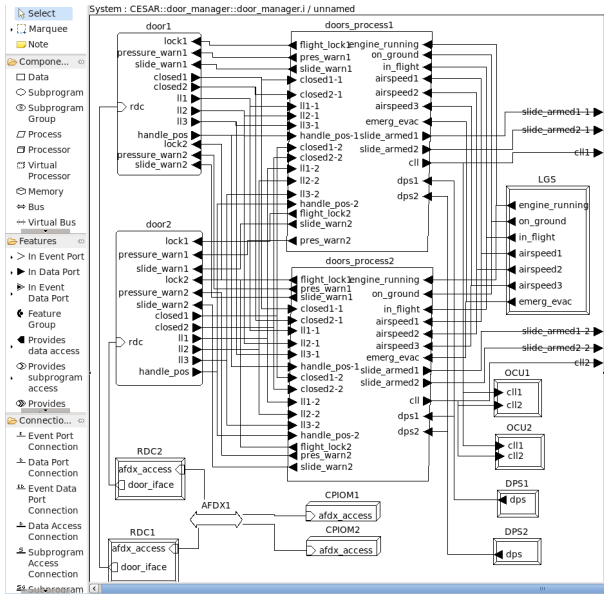 System : CESAR::door_manager::door_manager.i / unnamed
Select
Marquee
Note
Compone...
Data
Subprogram
Subprogram
Group
Process
Processor
Virtual
Processor
Memory
Bus
Virtual Bus
Features
In Event Port
In Data Port
In Event
Data Port
Feature
Group
Provides
data access
Provides
subprogram
access
Provides
Connectio...
Event Port
Connection
Data Port
Connection
Event Data
Port
Connection
Data Access
Connection
Subprogram
Access
Connection
Subprogram
door1
lock1
pressure_warn1
slide_warn1
closed1
closed2
ll1
ll2
ll3
handle_pos
lock2
pressure_warn2
slide_warn2
rdc
door2
lock1
pressure_warn1
slide_warn1
lock2
pressure_warn2
slide_warn2
closed1
closed2
ll1
ll2
ll3
handle_pos
rdc
doors_process1
flight_lock1
pres_warn1
slide_warn1
closed1-1
closed2-1
ll1-1
ll2-1
ll3-1
handle_pos-1
closed1-2
closed2-2
ll1-2
ll2-2
ll3-2
handle_pos-2
flight_lock2
slide_warn2
pres_warn2
engine_running
on_ground
in_flight
airspeed1
airspeed2
airspeed3
emerg_evac
slide_armed1
slide_armed2
cll
dps1
dps2
doors_process2
flight_lock1
pres_warn1
slide_warn1
closed1-1
closed2-1
ll1-1
ll2-1
ll3-1
handle_pos-1
closed1-2
closed2-2
ll1-2
ll2-2
ll3-2
handle_pos-2
flight_lock2
pres_warn2
slide_warn2
engine_running
on_ground
in_flight
airspeed1
airspeed2
airspeed3
emerg_evac
slide_armed1
slide_armed2
cll
dps1
dps2
slide_armed1-1
slide_armed2-1
cll1
LGS
engine_running
on_ground
in_flight
airspeed1
airspeed2
airspeed3
emerg_evac
slide_armed1-2
slide_armed2-2
cll2
OCU1
cll1
cll2
OCU2
cll1
cll2
DPS1
dps
DPS2
dps
RDC2
afdx_access
door_iface
RDC1
afdx_access
door_iface
AFDX1
CPIOM1
afdx_access
CPIOM2
afdx_access